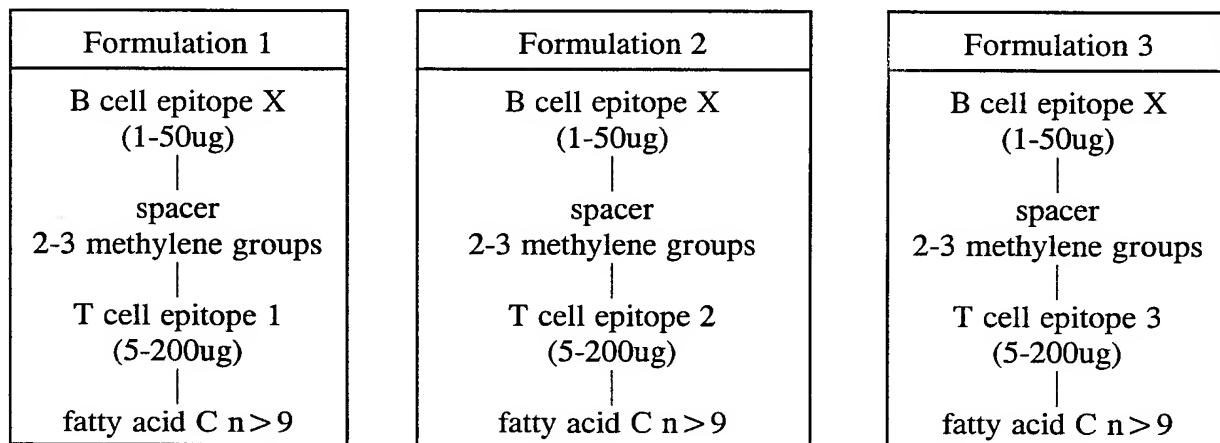 Formulation 1
B cell epitope X
(1-50ug)
spacer
2-3 methylene groups
T cell epitope 1
(5-200ug)
fatty acid C n>9
Formulation 2
B cell epitope X
(1-50ug)
spacer
2-3 methylene groups
T cell epitope 2
(5-200ug)
fatty acid C n>9
Formulation 3
B cell epitope X
(1-50ug)
spacer
2-3 methylene groups
T cell epitope 3
(5-200ug)
fatty acid C n>9